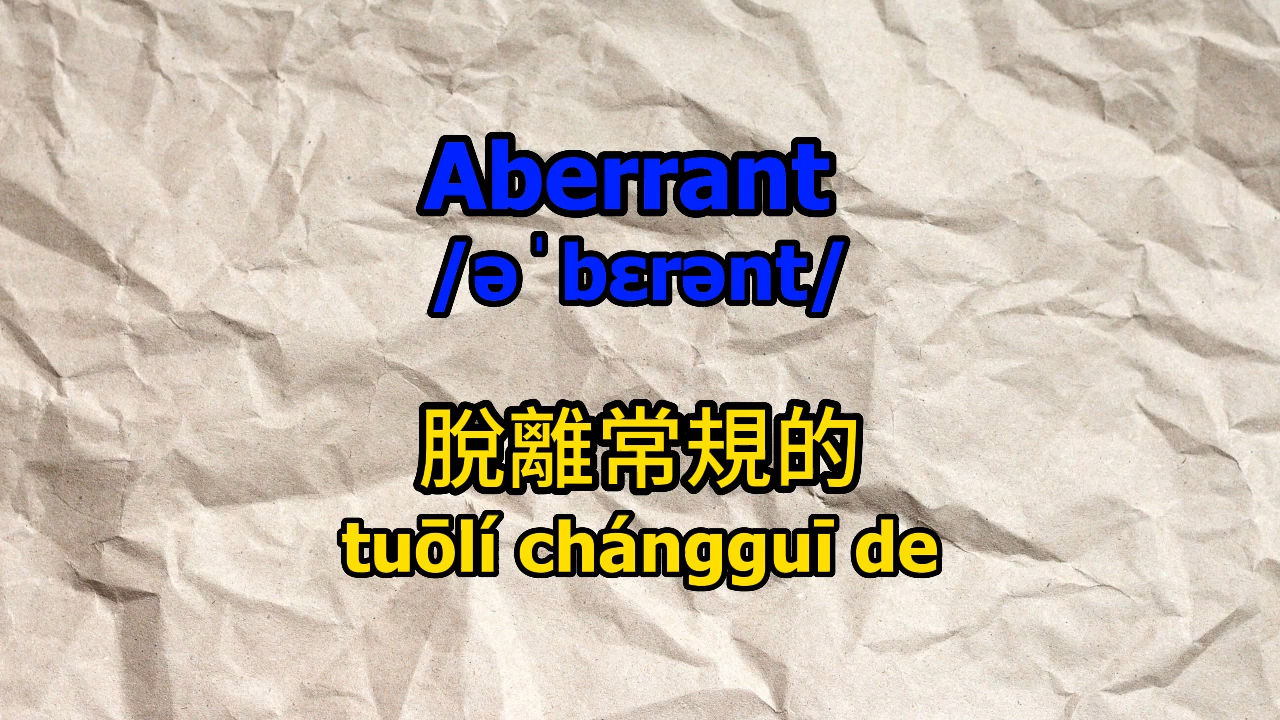 Aberrant
/əˈbɛrənt/
脫離常規的
tuōlí chángguī de